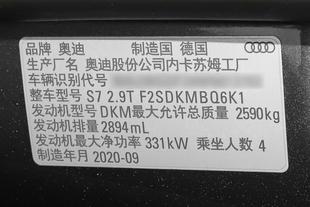 品牌 奥迪 制造国 德国
生产厂名 奥迪股份公司内卡苏姆工厂
车辆识别代号
整车型号 S7 2.9T F2SDKMBQ6K1
发动机型号 DKM最大允许总质量 2590kg
发动机排量 2894mL
发动机最大净功率 331kW 乘坐人数 4
制造年月 2020-09